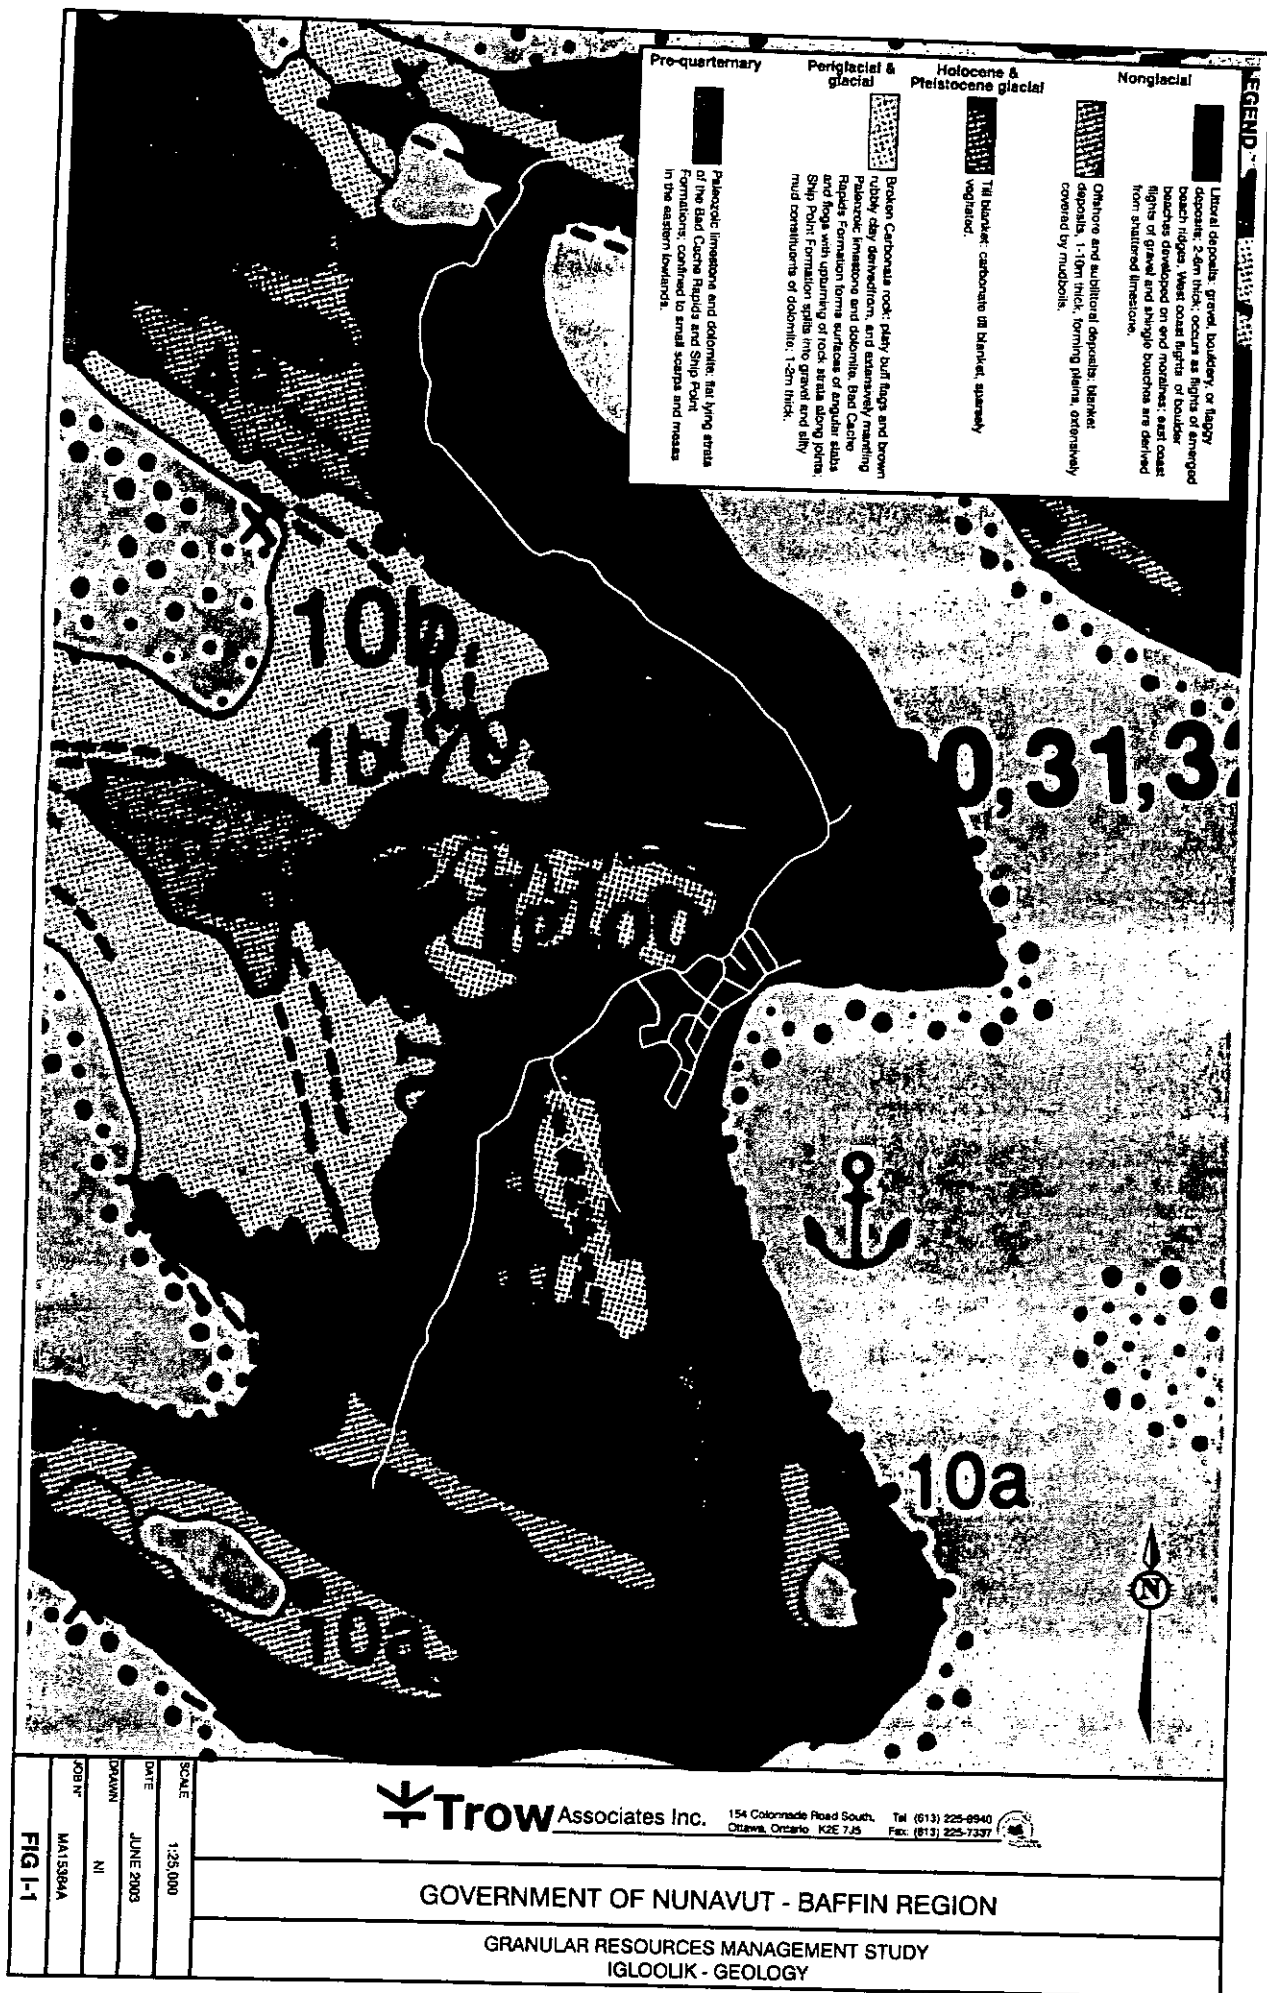 EGEND
Nonglacial
Littoral deposits: gravel, bouldery, or flaggy
deposits; 2-8m thick; occurs as flights of emerged
beach ridges. West coast flights of boulder
beaches developed on end moraines; east coast
flights of gravel and shingle beaches are derived
from shattered limestone.
Offshore and sublittoral deposits: blanket
deposits, 1-10m thick, forming plains, extensively
covered by mudboils.
Holocene &
Pleistocene glacial
Till blanket: carbonate till blanket, sparsely
Periglacial &
glacial
Broken Carbonate rock: platy buff flags and brown
rubbly clay and extensively mantling
Paleozoic limestone and dolomite. Bad Cache
Rapids Formation forms surfaces of angular slabs
and flogs with upturning of rock strata along joints;
Ship Point Formation splits into gravel and silty
mud constituents of dolomite; 1-2m thick.
Pre-quarternary
Paleozoic limestone and dolomite: flat lying strata
of the Bad Cache Rapids and Ship Point
Formations; confined to small scarps and mesas
in the eastern lowlands.
10b,
0,31,32
10a
10a
N
Trow Associates Inc.
154 Colonnade Road South, Tel (613) 225-9940
Ottawa, Ontario K2E 7J5 Fax: (613) 225-7337
GOVERNMENT OF NUNAVUT - BAFFIN REGION
GRANULAR RESOURCES MANAGEMENT STUDY
IGLOOLIK - GEOLOGY
SCALE 1:25,000
DATE JUNE 2003
DRAWN NI
JOB Nº MA15384A
FIG I-1